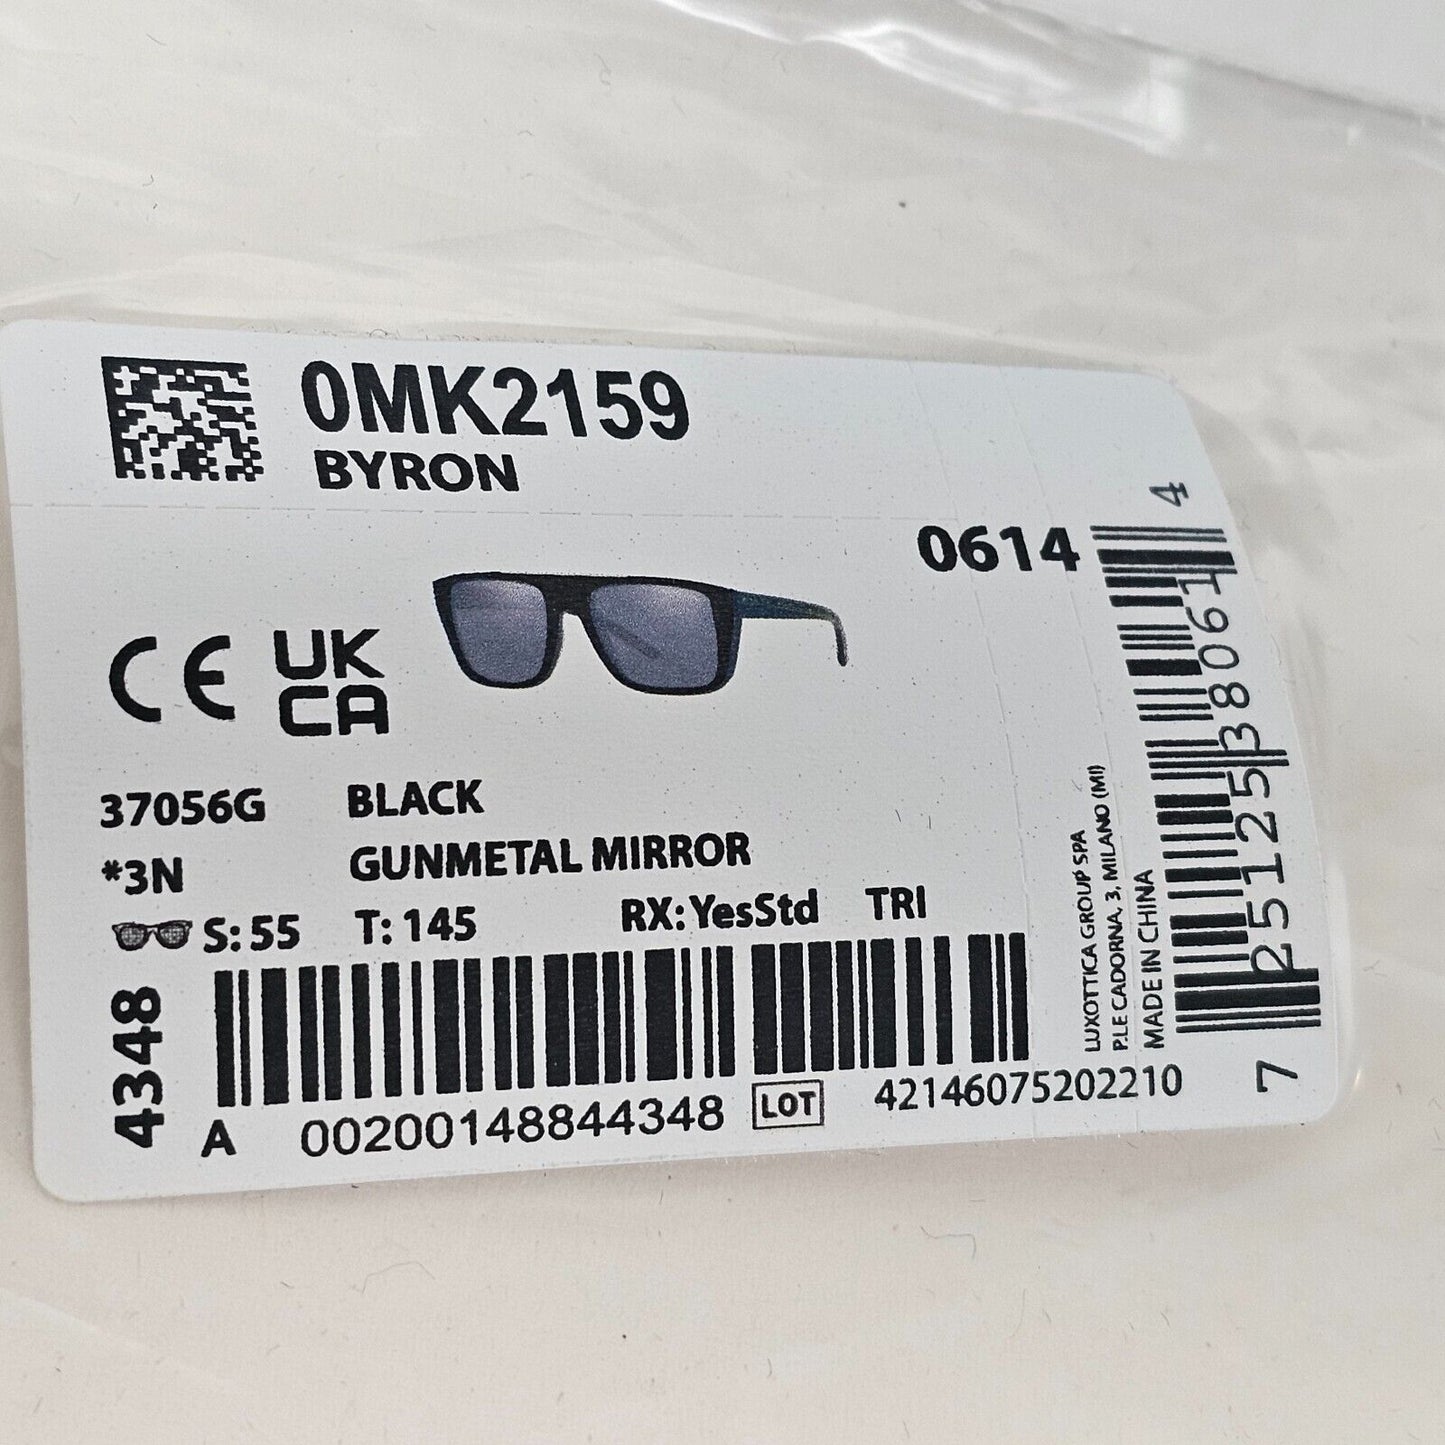 0MK2159
BYRON
0614
CE
UK
CA
37056G BLACK
*3N GUNMETAL MIRROR
S: 55 T: 145 RX: YesStd TRI
4348
A 00200148844348 LOT 42146075202210
LUXOTTICA GROUP SPA
P.LE CADORNA, 3, MILANO (MI)
MADE IN CHINA
7 25125 38061 4